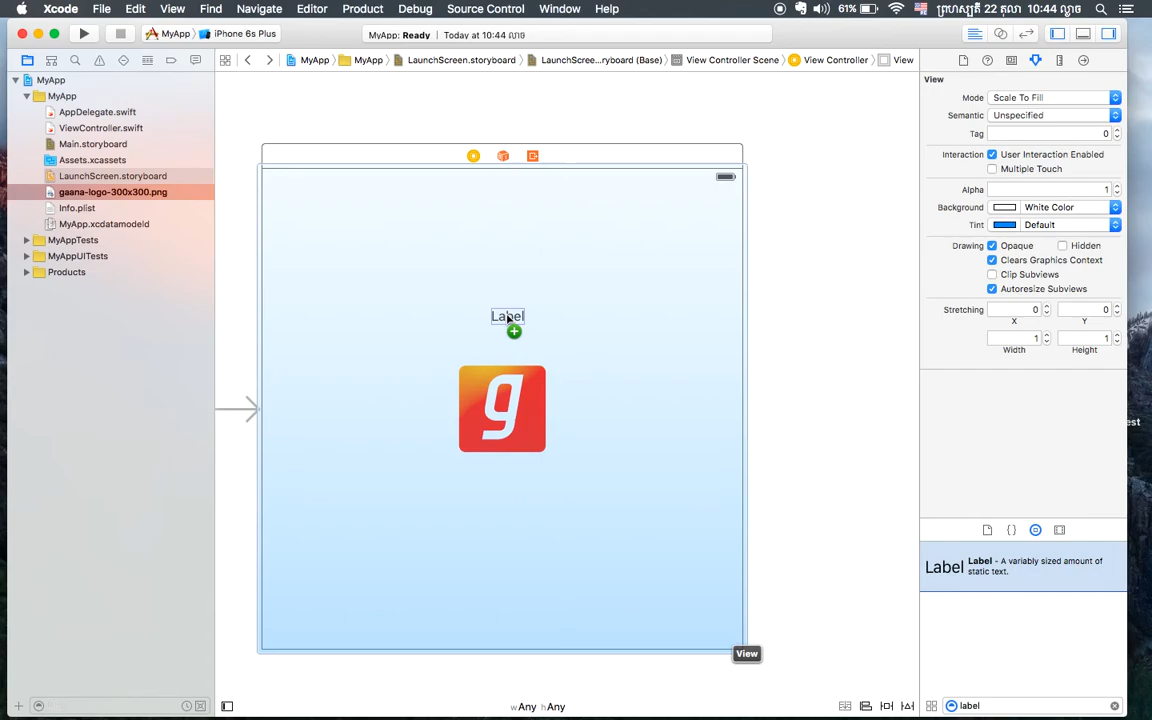 Xcode File Edit View Find Navigate Editor Product Debug Source Control Window Help 61% ព្រហស្បតិ៍ 22 តុលា 10:44 ល្ងាច
MyApp iPhone 6s Plus MyApp: Ready Today at 10:44 ល្ងាច
MyApp MyApp LaunchScreen.storyboard LaunchScree...ryboard (Base) View Controller Scene View Controller View
MyApp
MyApp
AppDelegate.swift
ViewController.swift
Main.storyboard
Assets.xcassets
LaunchScreen.storyboard
gaana-logo-300x300.png
Info.plist
MyApp.xcdatamodeld
MyAppTests
MyAppUITests
Products
Label
g
View
wAny hAny
View
Mode Scale To Fill
Semantic Unspecified
Tag 0
Interaction User Interaction Enabled
Multiple Touch
Alpha 1
Background White Color
Tint Default
Drawing Opaque Hidden
Clears Graphics Context
Clip Subviews
Autoresize Subviews
Stretching 0 0
X Y
1 1
Width Height
est
Label Label - A variably sized amount of
static text.
label